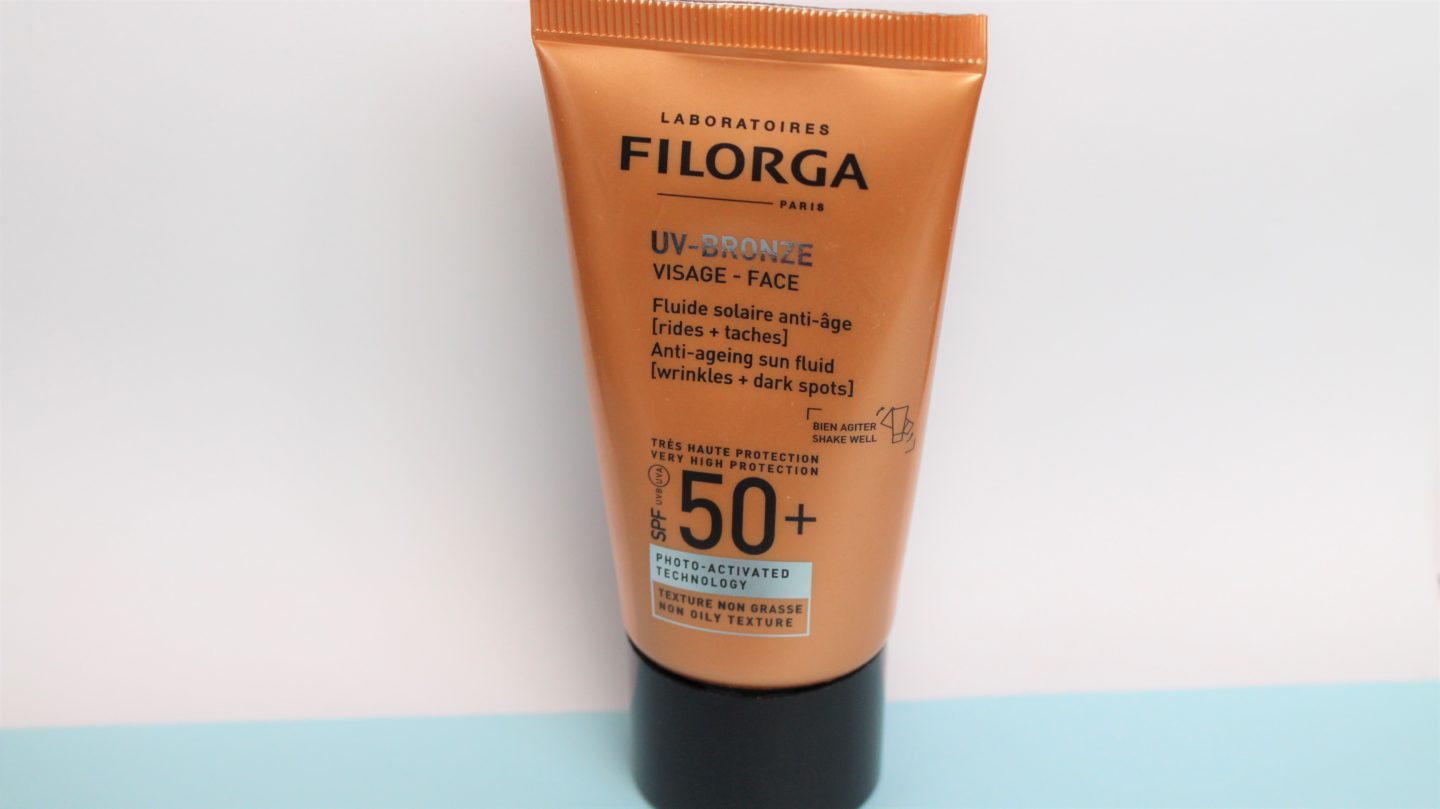 LABORATOIRES
FILORGA
PARIS
UV-BRONZE
VISAGE - FACE
Fluide solaire anti-âge
[rides + taches]
Anti-ageing sun fluid
[wrinkles + dark spots]
BIEN AGITER
SHAKE WELL
TRÈS HAUTE PROTECTION
VERY HIGH PROTECTION
SPF UVB UVA 50+
PHOTO-ACTIVATED
TECHNOLOGY
TEXTURE NON GRASSE
NON OILY TEXTURE